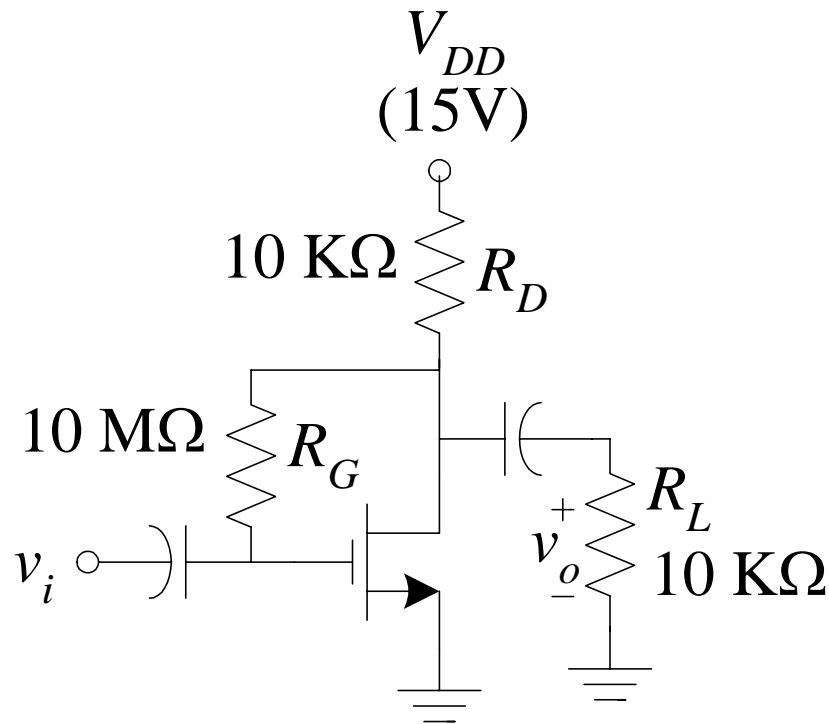 V_DD
(15V)
10 KΩ
R_D
10 MΩ
R_G
R_L
v_i
+
v_o
−
10 KΩ